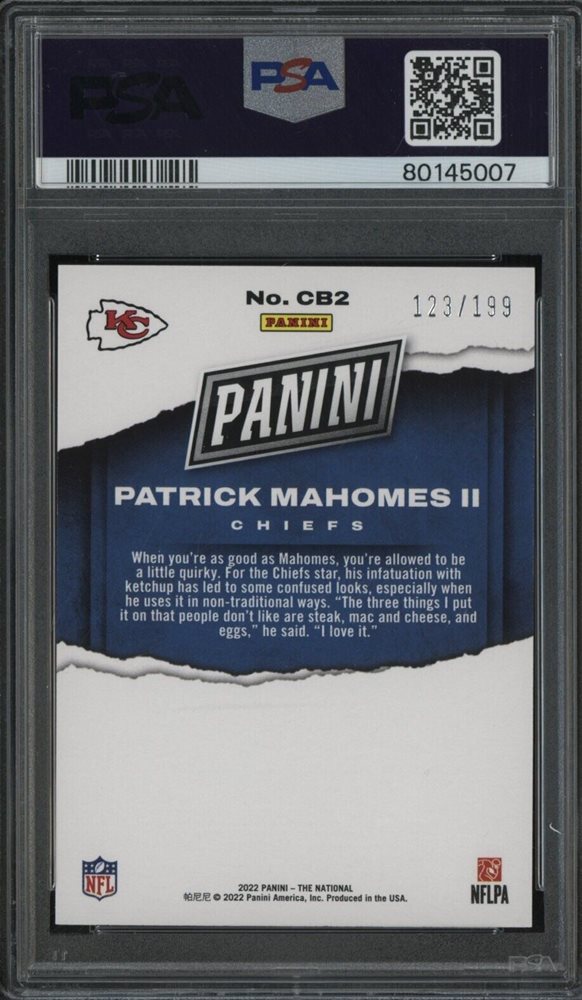 PSA
PSA
80145007
No. CB2
123/199
KC
PANINI
PANINI
PATRICK MAHOMES II
CHIEFS
When you're as good as Mahomes, you're allowed to be
a little quirky. For the Chiefs star, his infatuation with
ketchup has led to some confused looks, especially when
he uses it in non-traditional ways. “The three things I put
it on that people don't like are steak, mac and cheese, and
eggs,” he said. “I love it.”
NFL
2022 PANINI – THE NATIONAL
帕尼尼 © 2022 Panini America, Inc. Produced in the USA.
NFLPA
PSA